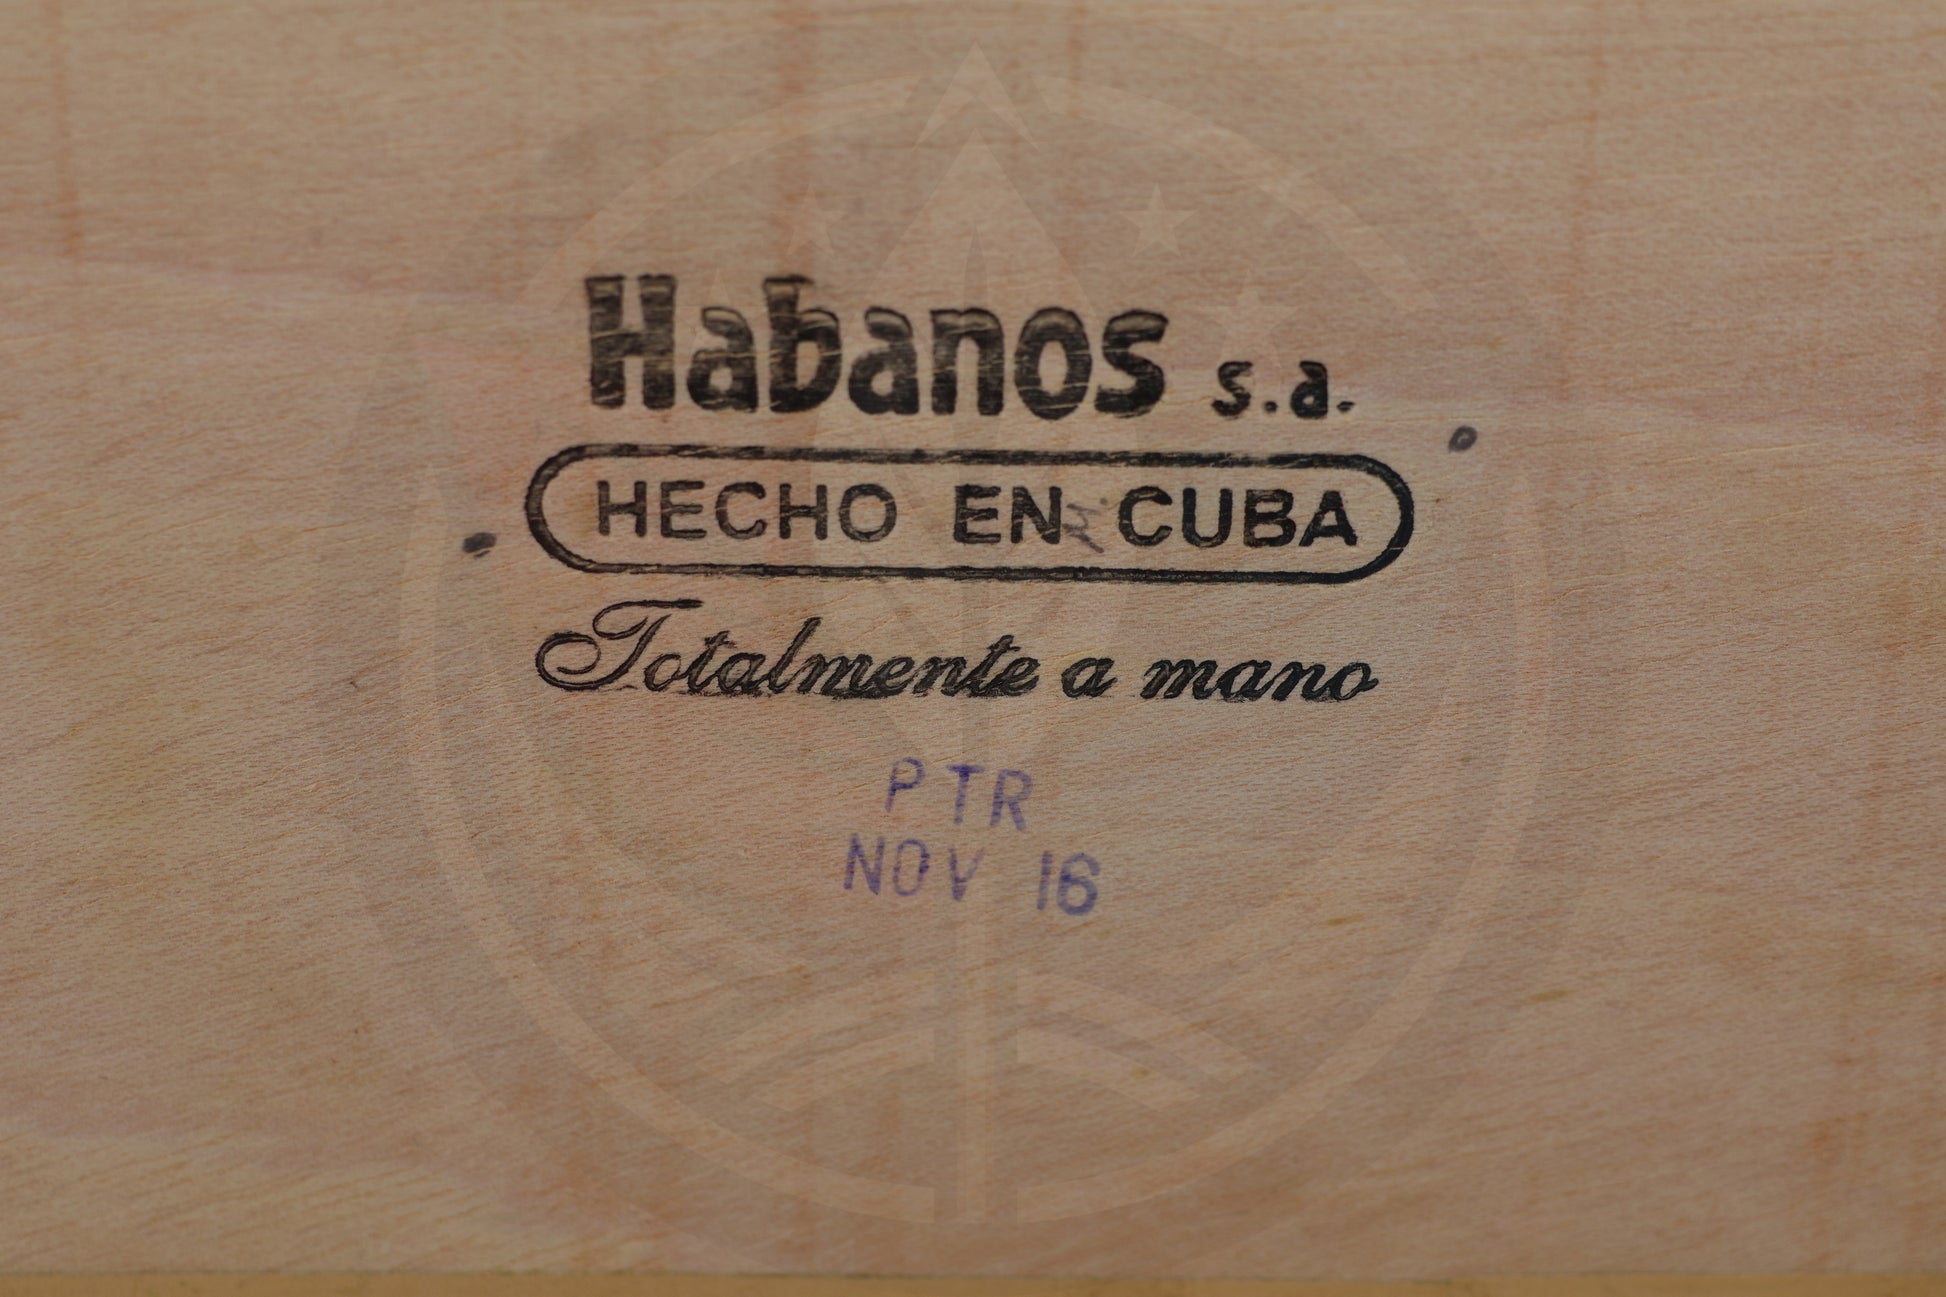 Habanos s.a.
HECHO EN CUBA
Totalmente a mano
PTR
NOV 16